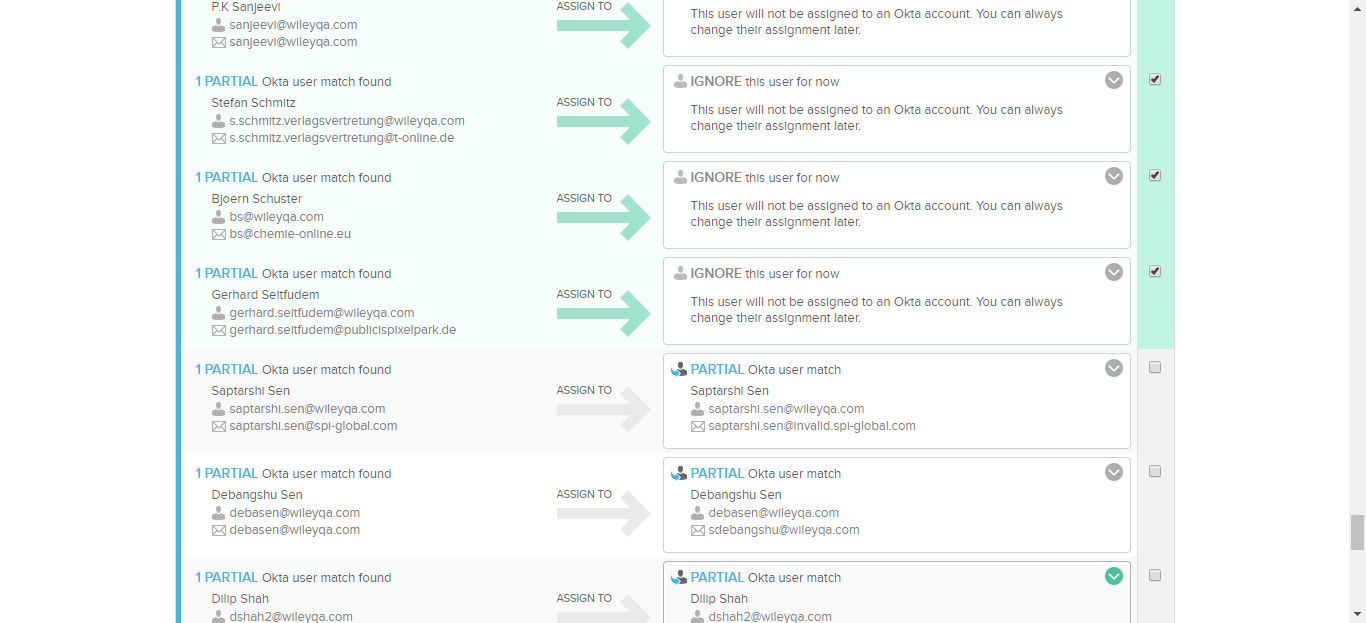 P.K Sanjeevi
sanjeevi@wileyqa.com
sanjeevi@wileyqa.com
ASSIGN TO
This user will not be assigned to an Okta account. You can always
change their assignment later.
1 PARTIAL Okta user match found
Stefan Schmitz
s.schmitz.verlagsvertretung@wileyqa.com
s.schmitz.verlagsvertretung@t-online.de
ASSIGN TO
IGNORE this user for now
This user will not be assigned to an Okta account. You can always
change their assignment later.
1 PARTIAL Okta user match found
Bjoern Schuster
bs@wileyqa.com
bs@chemie-online.eu
ASSIGN TO
IGNORE this user for now
This user will not be assigned to an Okta account. You can always
change their assignment later.
1 PARTIAL Okta user match found
Gerhard Seitfudem
gerhard.seitfudem@wileyqa.com
gerhard.seitfudem@publicispixelpark.de
ASSIGN TO
IGNORE this user for now
This user will not be assigned to an Okta account. You can always
change their assignment later.
1 PARTIAL Okta user match found
Saptarshi Sen
saptarshi.sen@wileyqa.com
saptarshi.sen@spi-global.com
ASSIGN TO
PARTIAL Okta user match
Saptarshi Sen
saptarshi.sen@wileyqa.com
saptarshi.sen@invalid.spi-global.com
1 PARTIAL Okta user match found
Debangshu Sen
debasen@wileyqa.com
debasen@wileyqa.com
ASSIGN TO
PARTIAL Okta user match
Debangshu Sen
debasen@wileyqa.com
sdebangshu@wileyqa.com
1 PARTIAL Okta user match found
Dilip Shah
dshah2@wileyqa.com
ASSIGN TO
PARTIAL Okta user match
Dilip Shah
dshah2@wileyqa.com